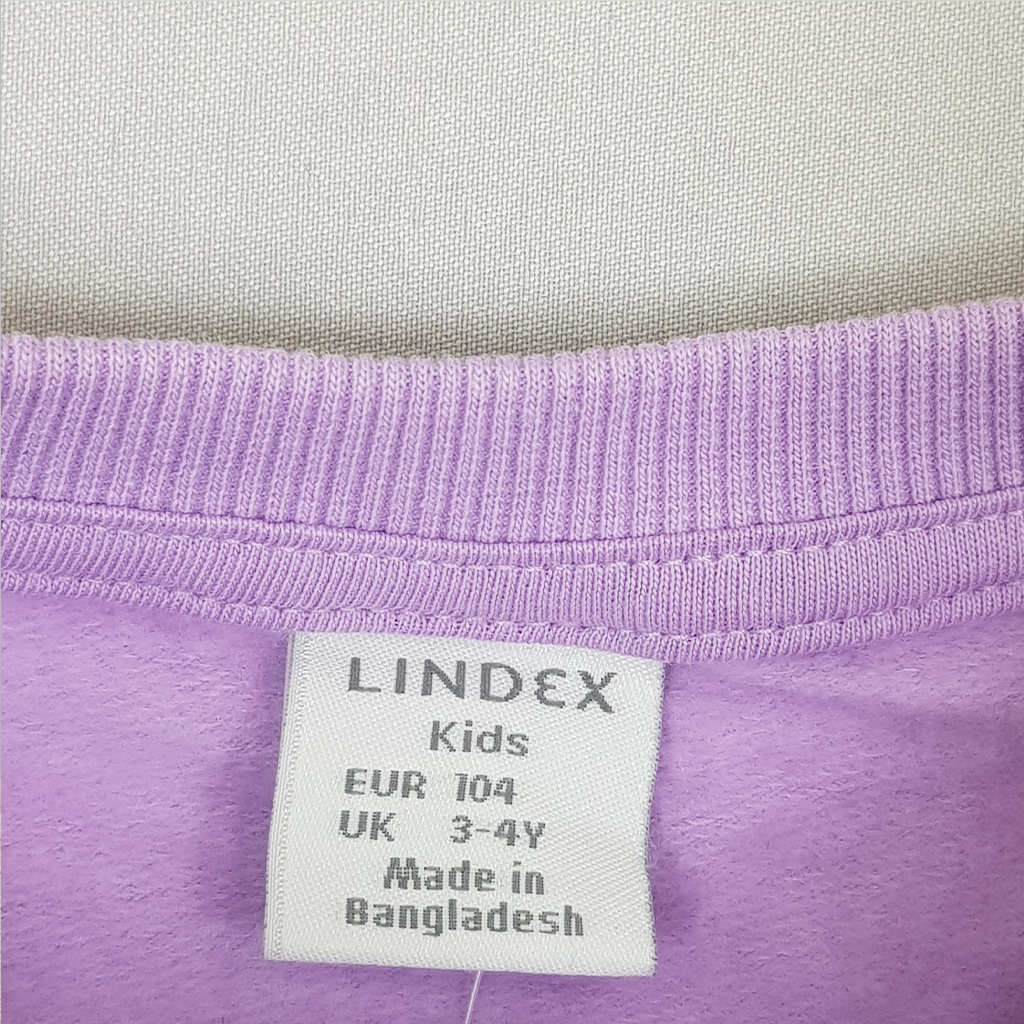 LINDEX
Kids
EUR 104
UK 3-4Y
Made in
Bangladesh